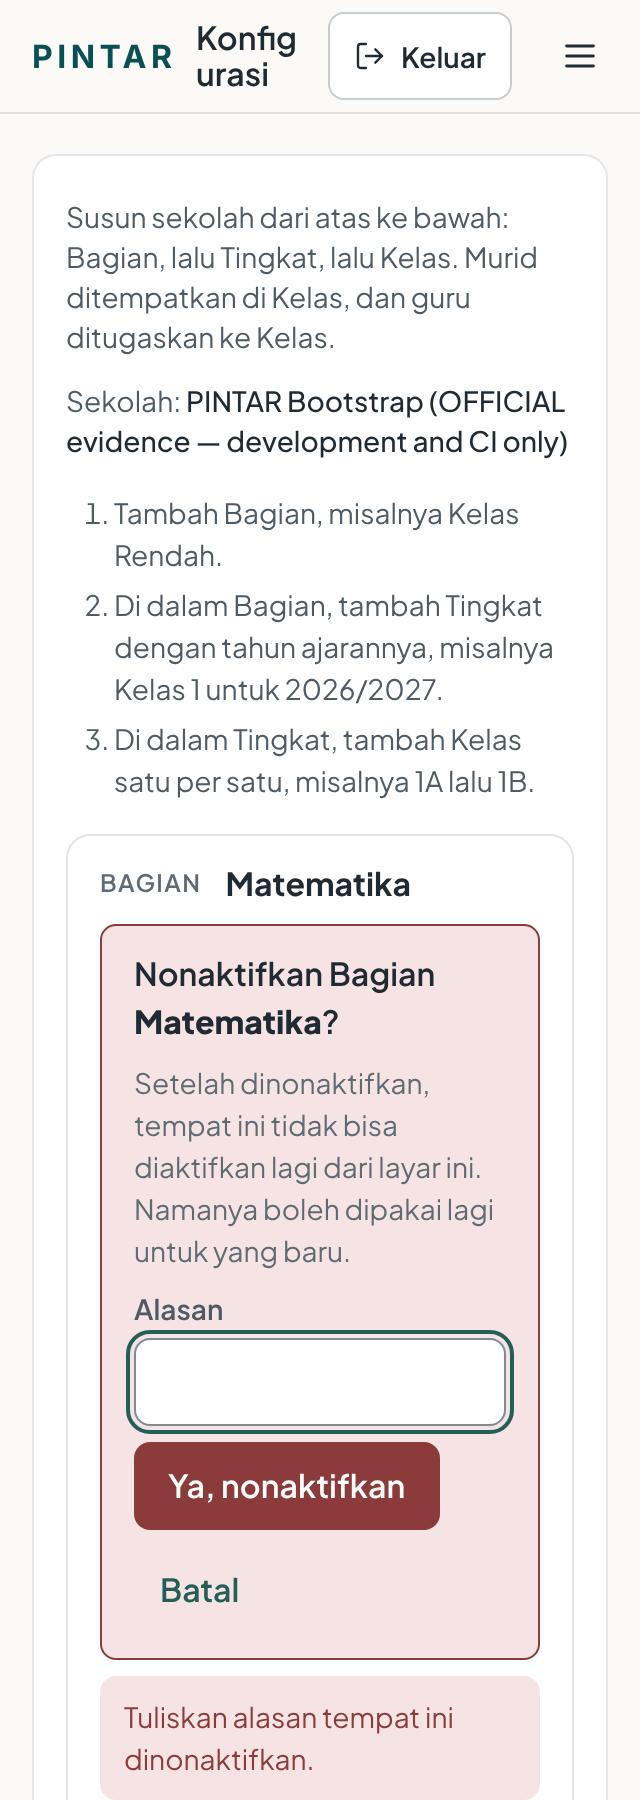 PINTAR
Konfig
urasi
Keluar
Susun sekolah dari atas ke bawah:
Bagian, lalu Tingkat, lalu Kelas. Murid
ditempatkan di Kelas, dan guru
ditugaskan ke Kelas.
Sekolah: PINTAR Bootstrap (OFFICIAL
evidence — development and CI only)
1. Tambah Bagian, misalnya Kelas
Rendah.
2. Di dalam Bagian, tambah Tingkat
dengan tahun ajarannya, misalnya
Kelas 1 untuk 2026/2027.
3. Di dalam Tingkat, tambah Kelas
satu per satu, misalnya 1A lalu 1B.
BAGIAN Matematika
Nonaktifkan Bagian
Matematika?
Setelah dinonaktifkan,
tempat ini tidak bisa
diaktifkan lagi dari layar ini.
Namanya boleh dipakai lagi
untuk yang baru.
Alasan
Ya, nonaktifkan
Batal
Tuliskan alasan tempat ini
dinonaktifkan.